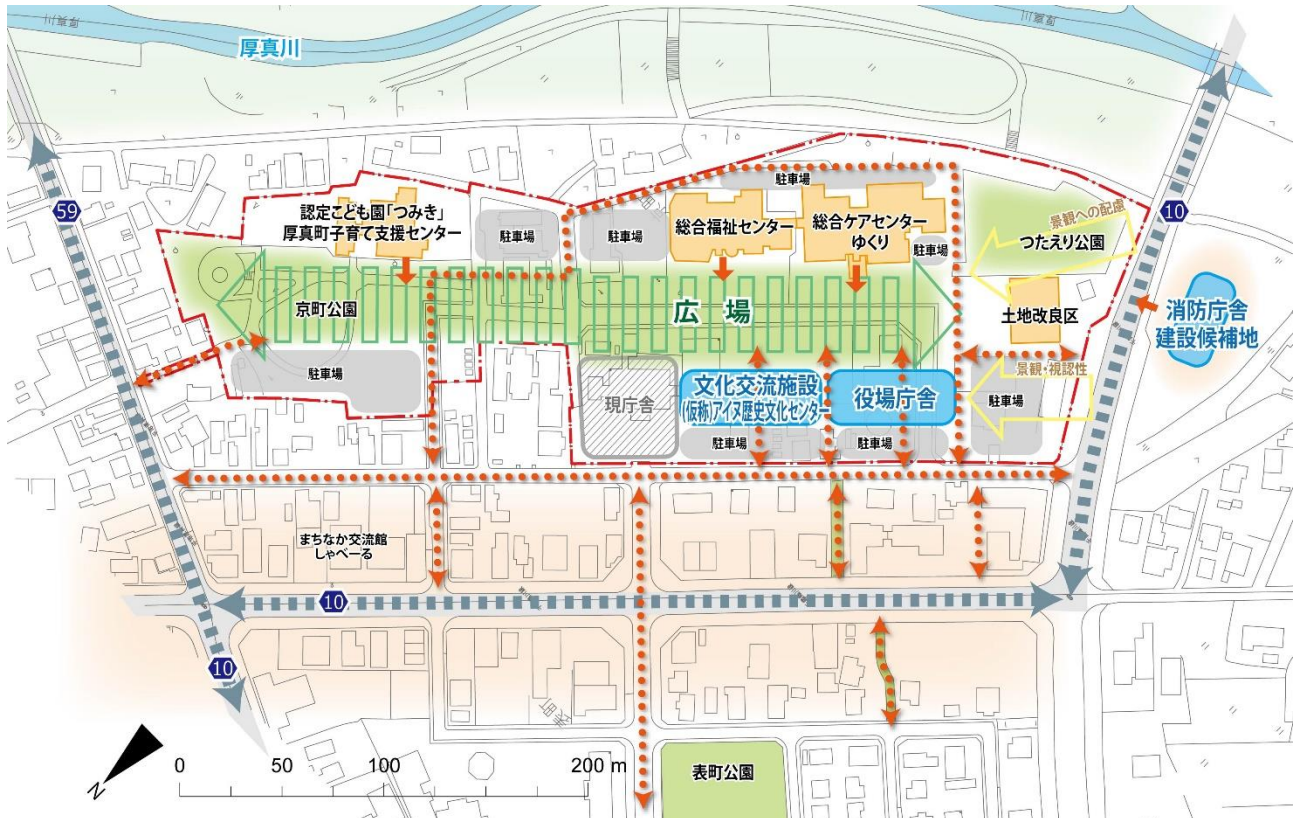 厚真川
厚真川
厚真川
59
10
認定こども園「つみき」
厚真町子育て支援センター
駐車場
駐車場
駐車場
総合福祉センター
総合ケアセンター
ゆくり
駐車場
景観への配慮
つたえり公園
京町公園
広場
土地改良区
消防庁舎
建設候補地
駐車場
現庁舎
文化交流施設
(仮称)アイヌ歴史文化センター
役場庁舎
景観・視認性
駐車場
駐車場
駐車場
まちなか交流館
しゃべーる
10
10
N
0 50 100 200 m
表町公園